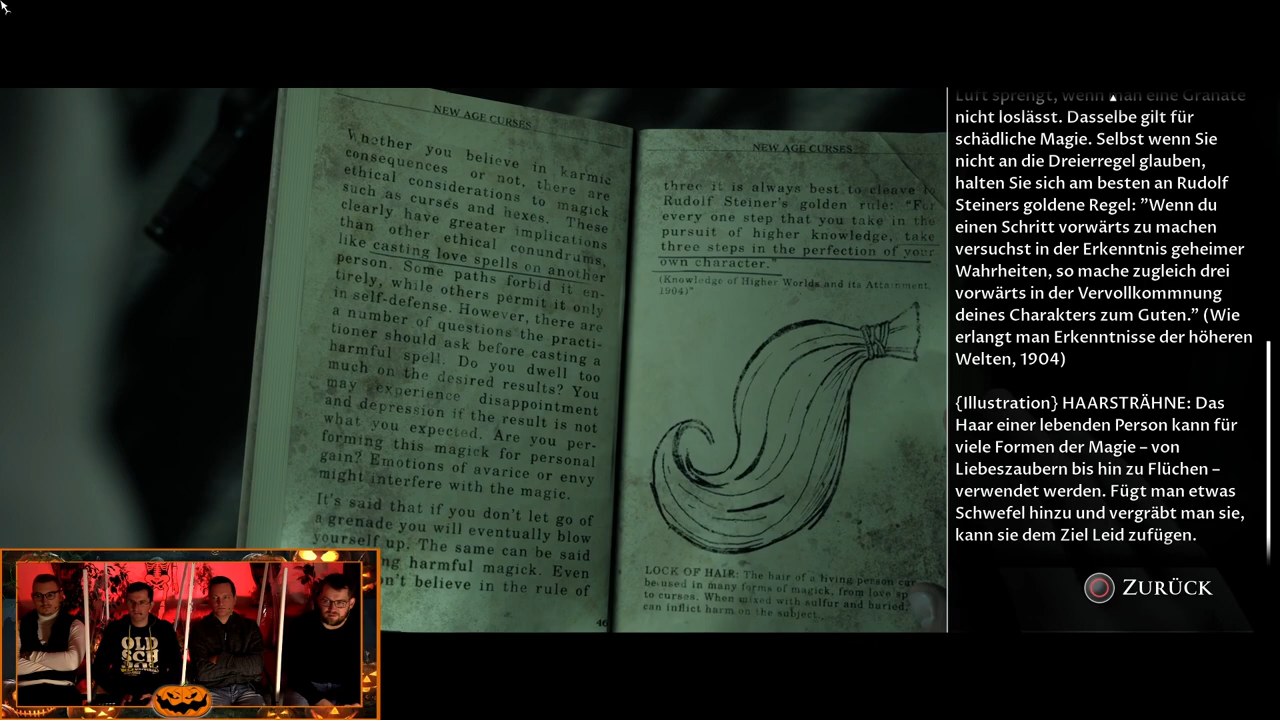 NEW AGE CURSES
Whether you believe in karmic
consequences or not, there are
ethical considerations to magick
such as curses and hexes. These
clearly have greater implications
than other ethical conundrums,
like casting love spells on another
person. Some paths forbid it en-
tirely, while others permit it only
in self-defense. However, there are
a number of questions the practi-
tioner should ask before casting a
harmful spell. Do you dwell too
much on the desired results? You
may experience disappointment
and depression if the result is not
what you expected. Are you per-
forming this magick for personal
gain? Emotions of avarice or envy
might interfere with the magic.
It's said that if you don't let go of
a grenade you will eventually blow
yourself up. The same can be said
harmful magick. Even
believe in the rule of
46
NEW AGE CURSES
three it is always best to cleave to
Rudolf Steiner's golden rule: "For
every one step that you take in the
pursuit of higher knowledge, take
three steps in the perfection of your
own character."
(Knowledge of Higher Worlds and its Attainment,
1904)"
LOCK OF HAIR: The hair of a living person can
be used in many forms of magick, from love
to curses. When mixed with sulfur and buried,
can inflict harm on the subject.
Luft sprengt, wenn man eine Granate
nicht loslässt. Dasselbe gilt für
schädliche Magie. Selbst wenn Sie
nicht an die Dreierregel glauben,
halten Sie sich am besten an Rudolf
Steiners goldene Regel: ”Wenn du
einen Schritt vorwärts zu machen
versuchst in der Erkenntnis geheimer
Wahrheiten, so mache zugleich drei
vorwärts in der Vervollkommnung
deines Charakters zum Guten.” (Wie
erlangt man Erkenntnisse der höheren
Welten, 1904)
{Illustration} HAARSTRÄHNE: Das
Haar einer lebenden Person kann für
viele Formen der Magie – von
Liebeszaubern bis hin zu Flüchen –
verwendet werden. Fügt man etwas
Schwefel hinzu und vergräbt man sie,
kann sie dem Ziel Leid zufügen.
ZURÜCK
OLD
SCH